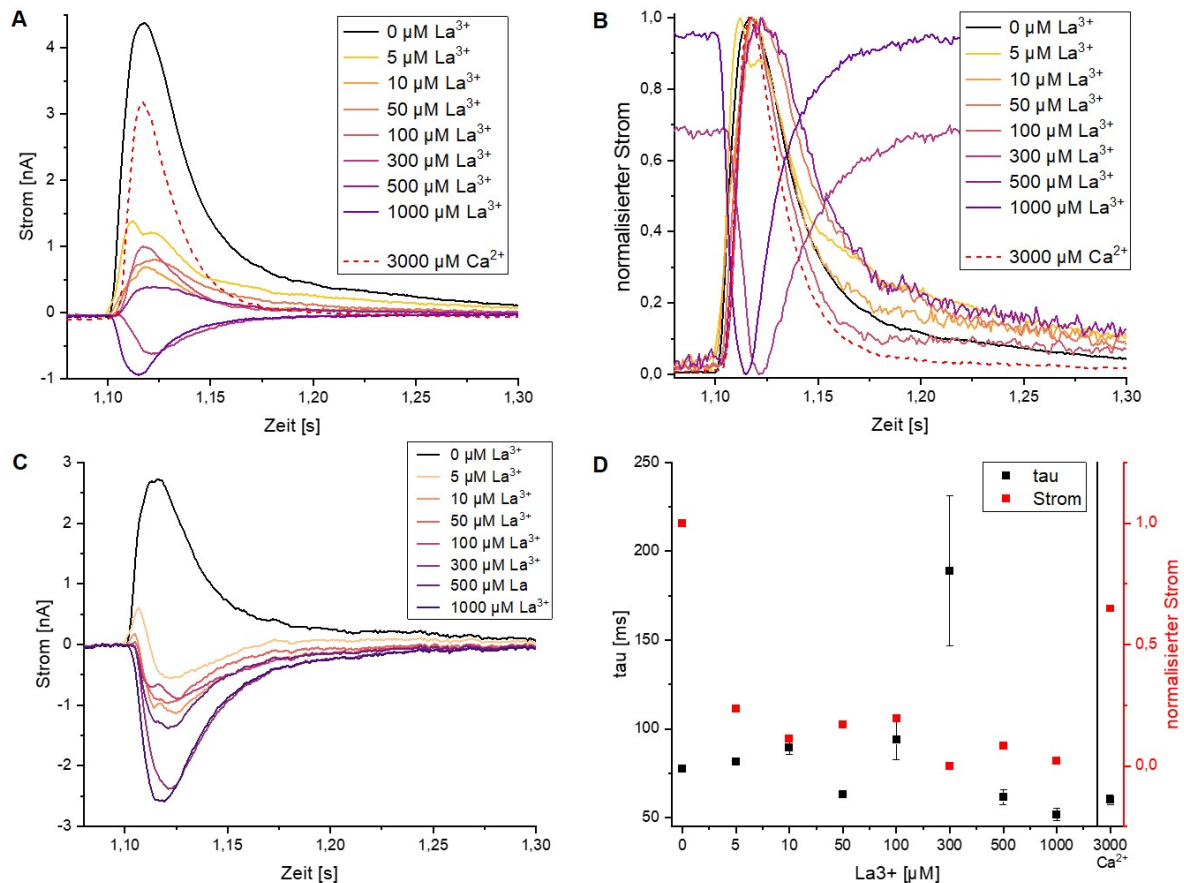 A
Strom [nA]
4
3
2
1
0
-1
1,10
1,15
1,20
1,25
1,30
Zeit [s]
0 µM La³⁺
5 µM La³⁺
10 µM La³⁺
50 µM La³⁺
100 µM La³⁺
300 µM La³⁺
500 µM La³⁺
1000 µM La³⁺
3000 µM Ca²⁺
B
normalisierter Strom
1,0
0,8
0,6
0,4
0,2
0,0
1,10
1,15
1,20
1,25
1,30
Zeit [s]
0 µM La³⁺
5 µM La³⁺
10 µM La³⁺
50 µM La³⁺
100 µM La³⁺
300 µM La³⁺
500 µM La³⁺
1000 µM La³⁺
3000 µM Ca²⁺
C
Strom [nA]
3
2
1
0
-1
-2
-3
1,10
1,15
1,20
1,25
1,30
Zeit [s]
0 µM La³⁺
5 µM La³⁺
10 µM La³⁺
50 µM La³⁺
100 µM La³⁺
300 µM La³⁺
500 µM La
1000 µM La³⁺
D
tau [ms]
250
200
150
100
50
tau
Strom
1,0
0,5
0,0
normalisierter Strom
0
5
10
50
100
300
500
1000
3000
Ca²⁺
La3+ [µM]